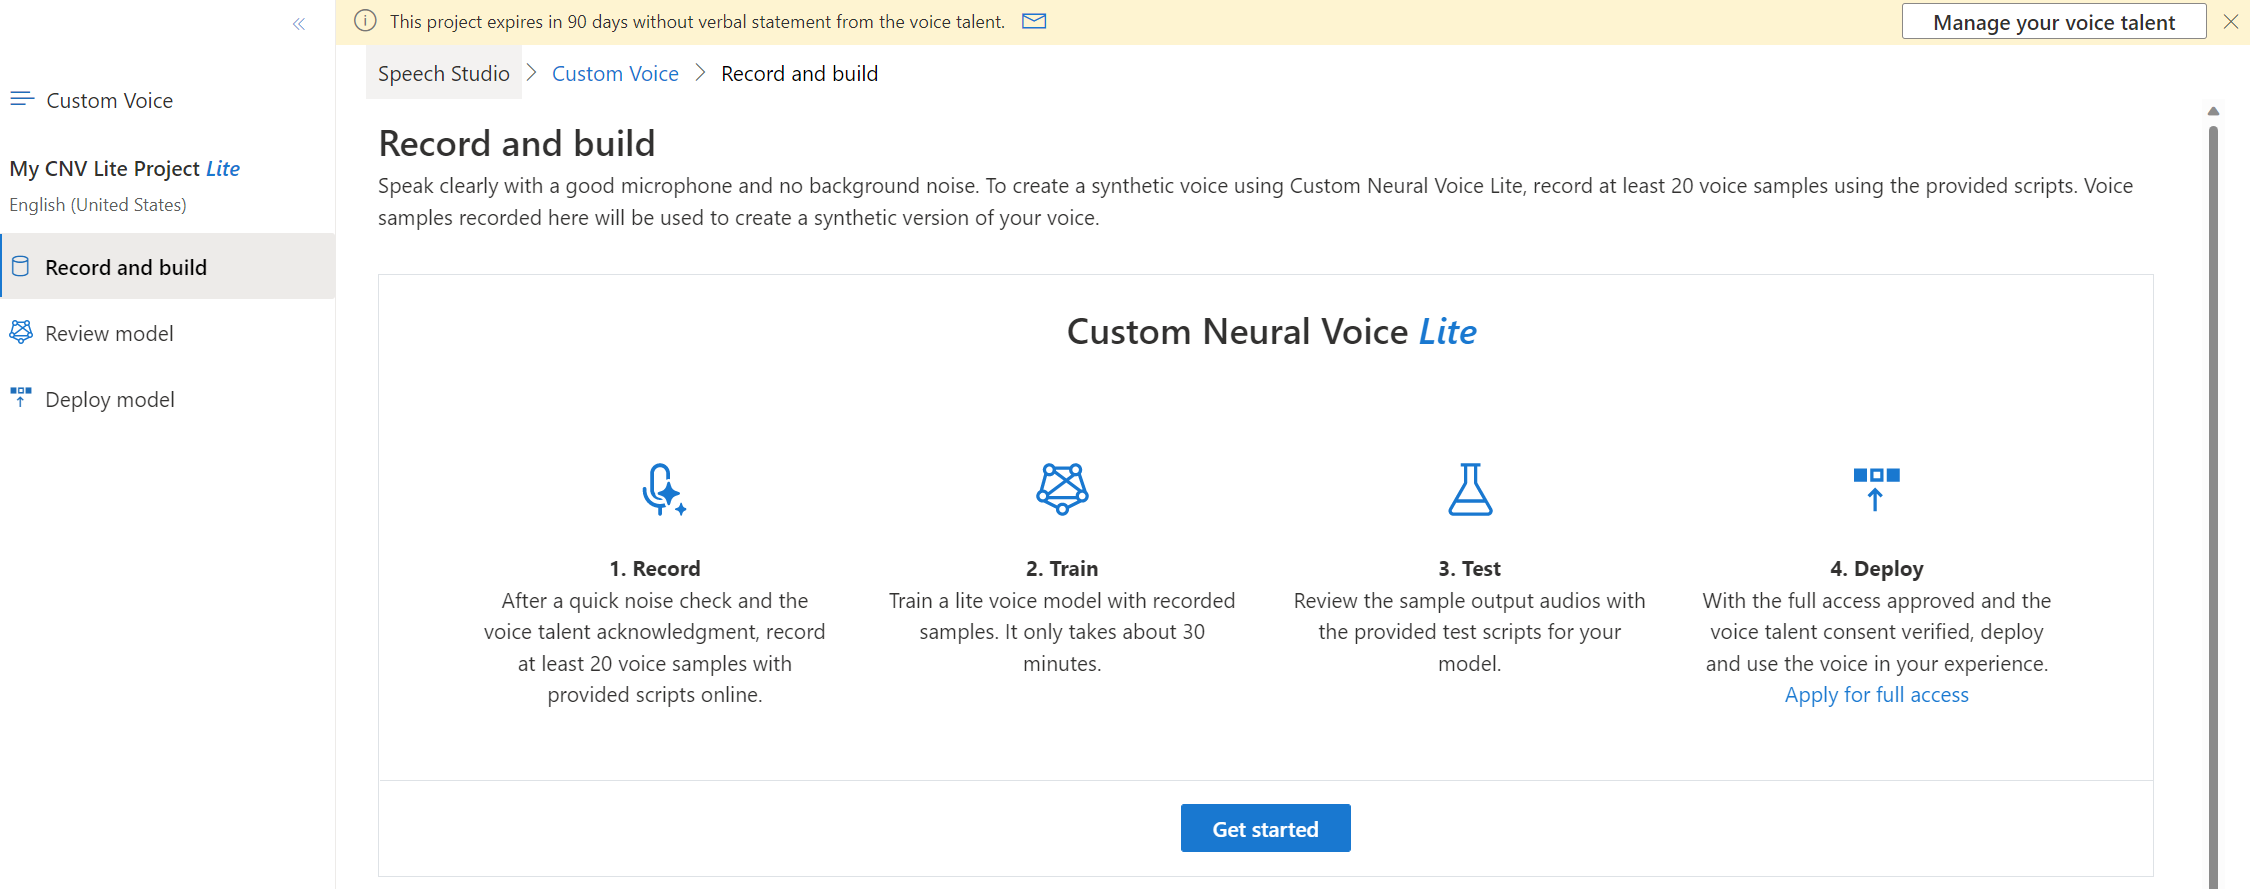 This project expires in 90 days without verbal statement from the voice talent.
Manage your voice talent
Speech Studio
Custom Voice
Record and build
Custom Voice
My CNV Lite Project Lite
English (United States)
Record and build
Review model
Deploy model
Record and build
Speak clearly with a good microphone and no background noise. To create a synthetic voice using Custom Neural Voice Lite, record at least 20 voice samples using the provided scripts. Voice
samples recorded here will be used to create a synthetic version of your voice.
Custom Neural Voice Lite
1. Record
After a quick noise check and the
voice talent acknowledgment, record
at least 20 voice samples with
provided scripts online.
2. Train
Train a lite voice model with recorded
samples. It only takes about 30
minutes.
3. Test
Review the sample output audios with
the provided test scripts for your
model.
4. Deploy
With the full access approved and the
voice talent consent verified, deploy
and use the voice in your experience.
Apply for full access
Get started